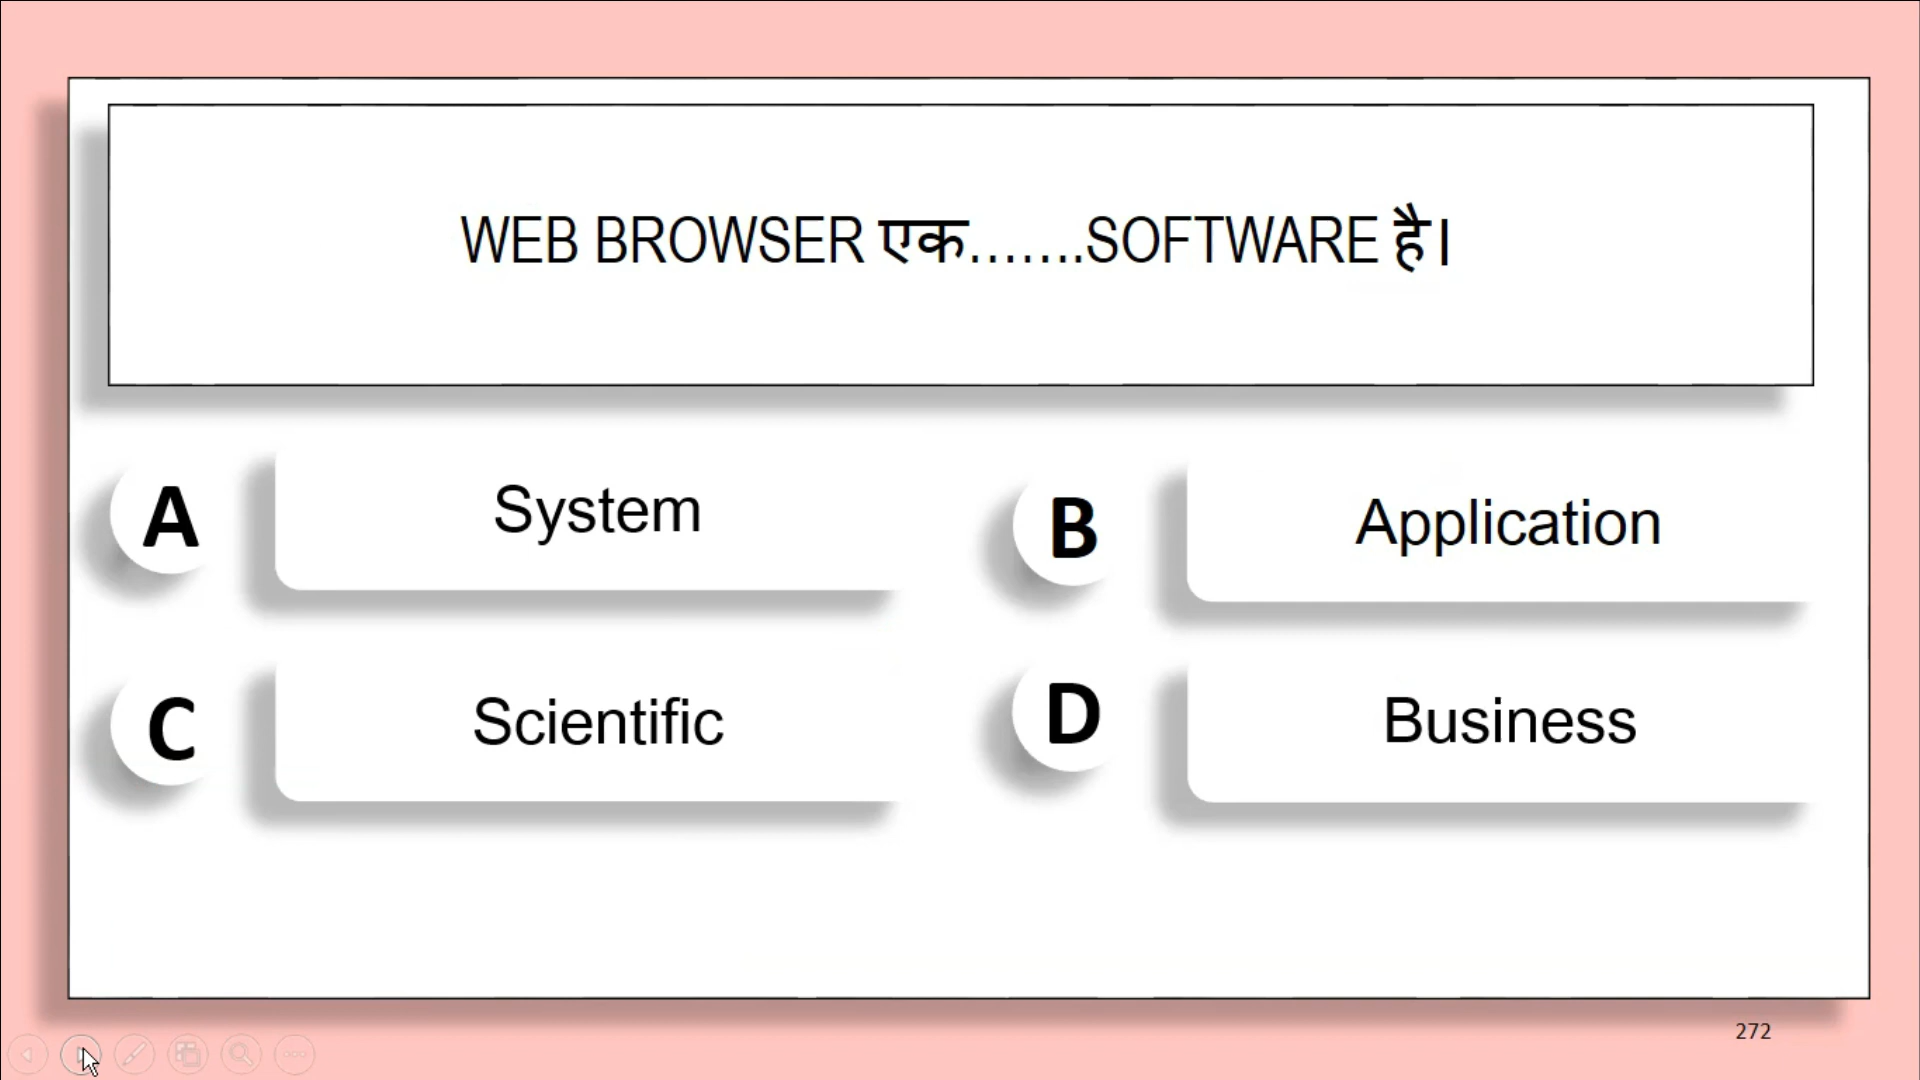 WEB BROWSER एक.......SOFTWARE है।
A
System
B
Application
C
Scientific
D
Business
272